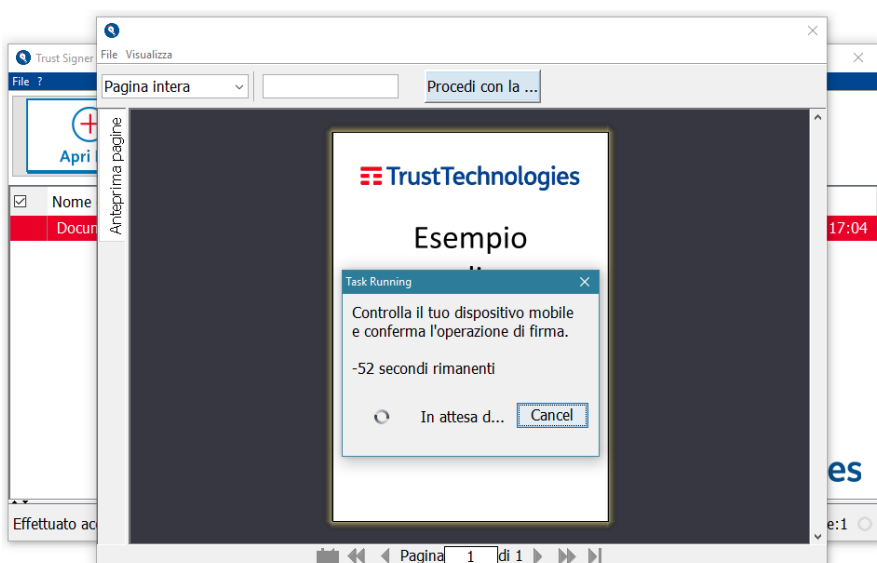 Trust Signer
File ?
Apri
Nome
Docum
17:04
es
Effettuato ac
e:1
File Visualizza
Pagina intera
Procedi con la ...
Anteprima pagine
TrustTechnologies
Esempio
Task Running
Controlla il tuo dispositivo mobile
e conferma l'operazione di firma.
-52 secondi rimanenti
In attesa d...
Cancel
Pagina 1 di 1